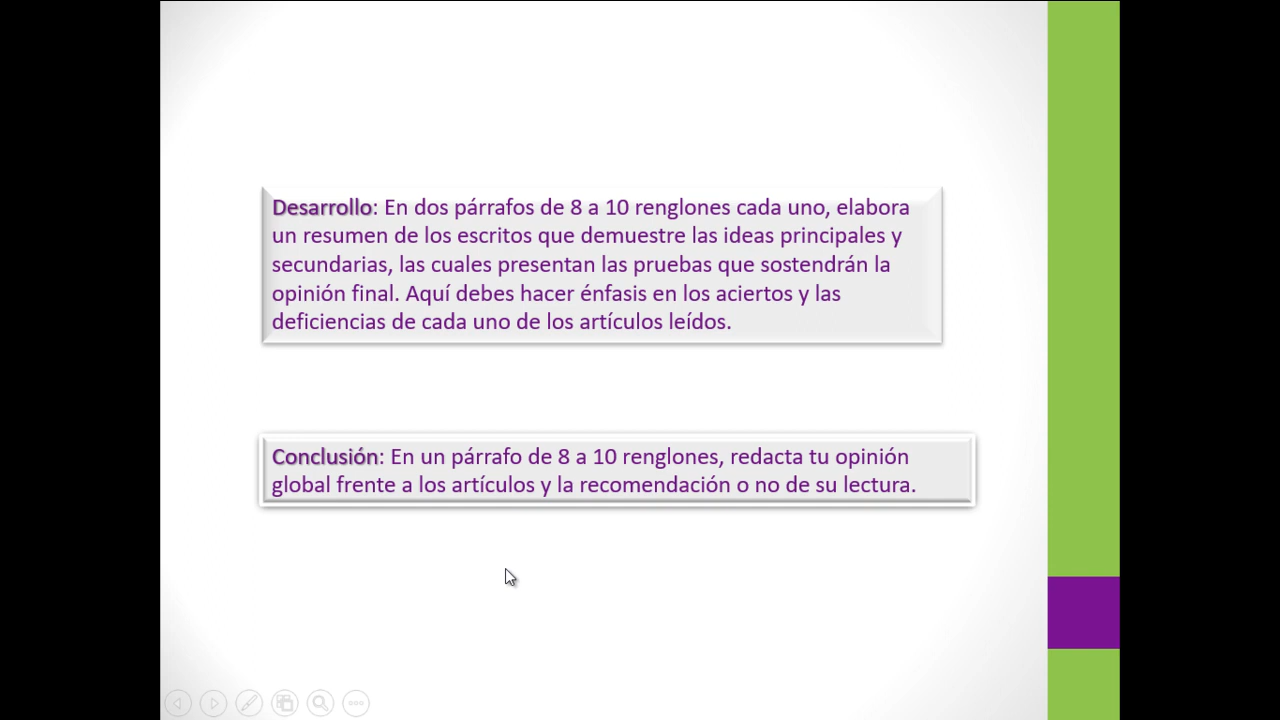 Desarrollo: En dos párrafos de 8 a 10 renglones cada uno, elabora
un resumen de los escritos que demuestre las ideas principales y
secundarias, las cuales presentan las pruebas que sostendrán la
opinión final. Aquí debes hacer énfasis en los aciertos y las
deficiencias de cada uno de los artículos leídos.
Conclusión: En un párrafo de 8 a 10 renglones, redacta tu opinión
global frente a los artículos y la recomendación o no de su lectura.